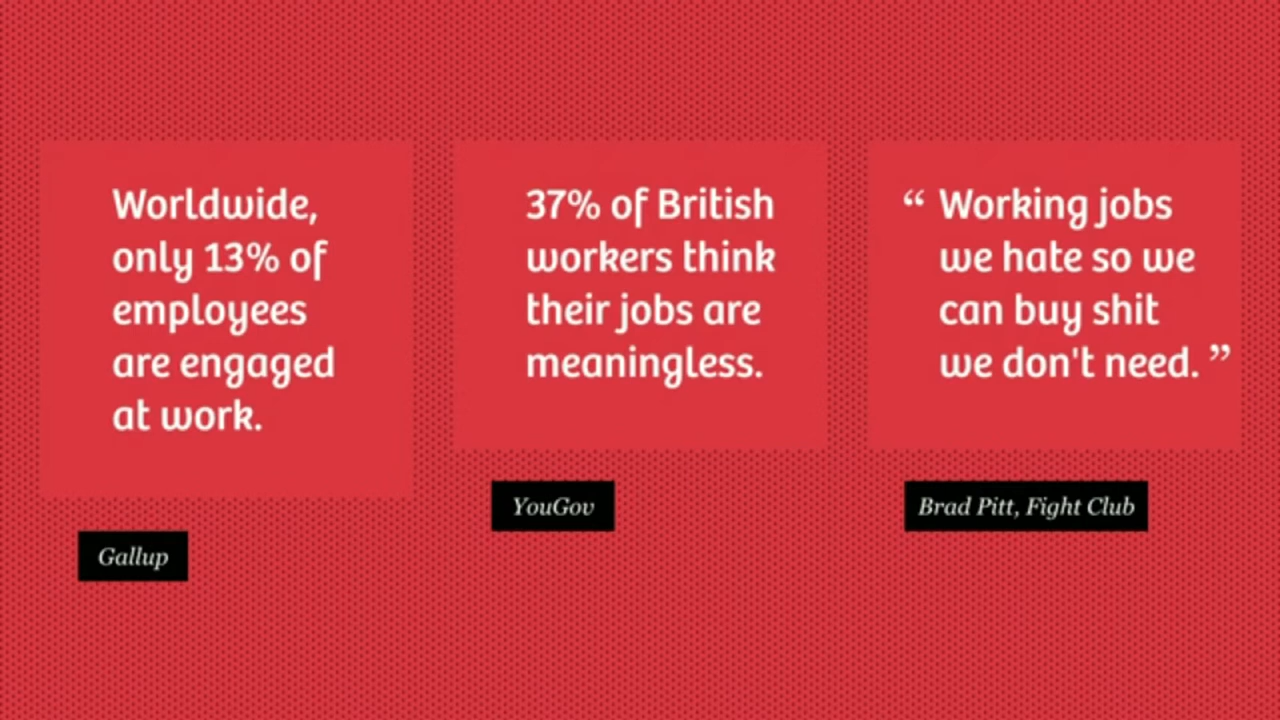 Worldwide,
only 13% of
employees
are engaged
at work.
Gallup
37% of British
workers think
their jobs are
meaningless.
YouGov
“ Working jobs
we hate so we
can buy shit
we don't need. ”
Brad Pitt, Fight Club